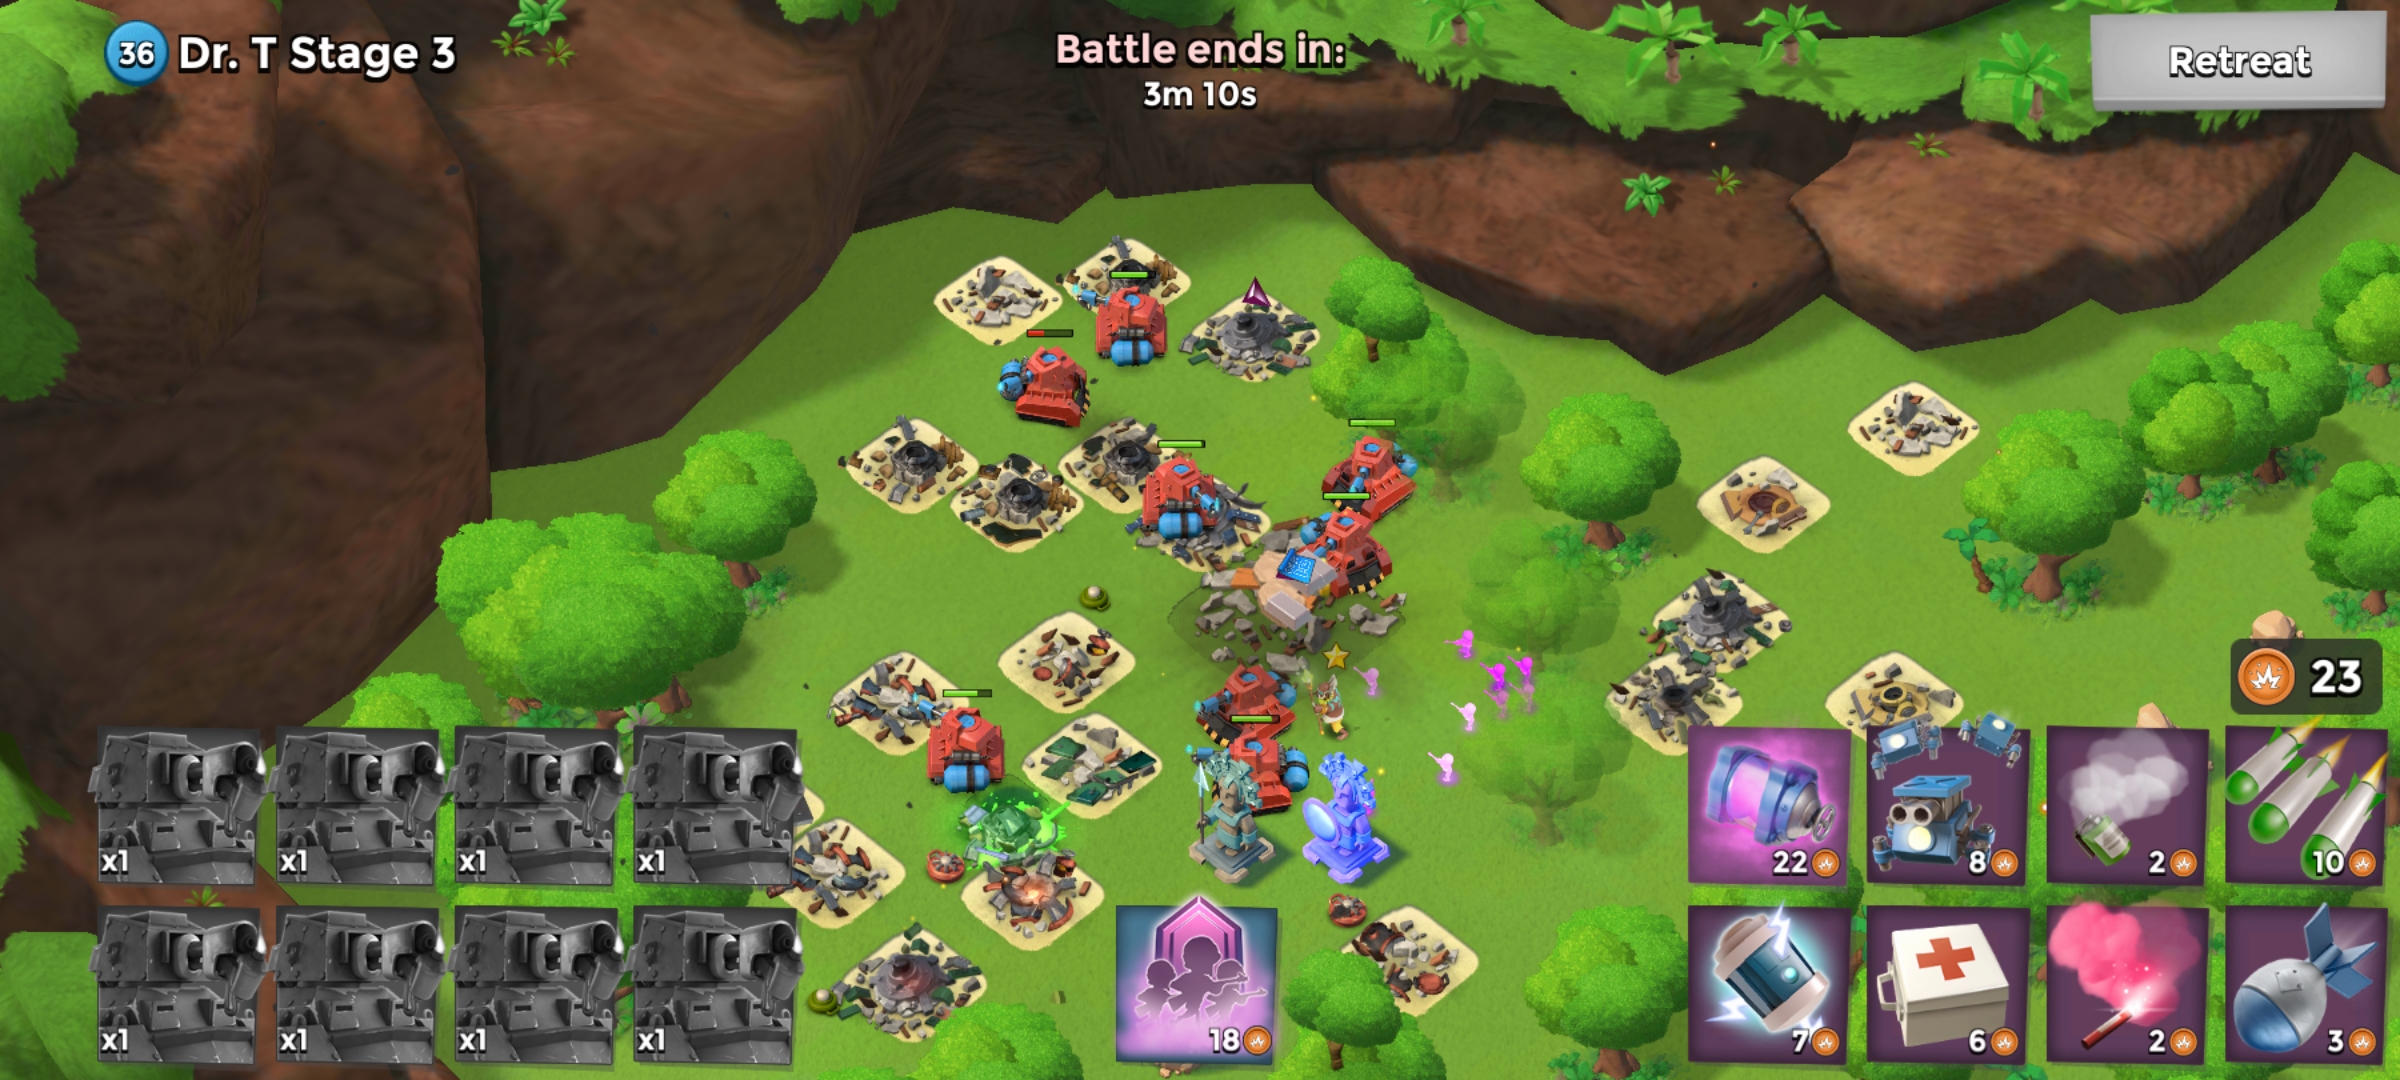 36 Dr. T Stage 3
Battle ends in:
3m 10s
Retreat
23
x1 x1 x1 x1
22 8 2 10
x1 x1 x1 x1
18
7 6 2 3